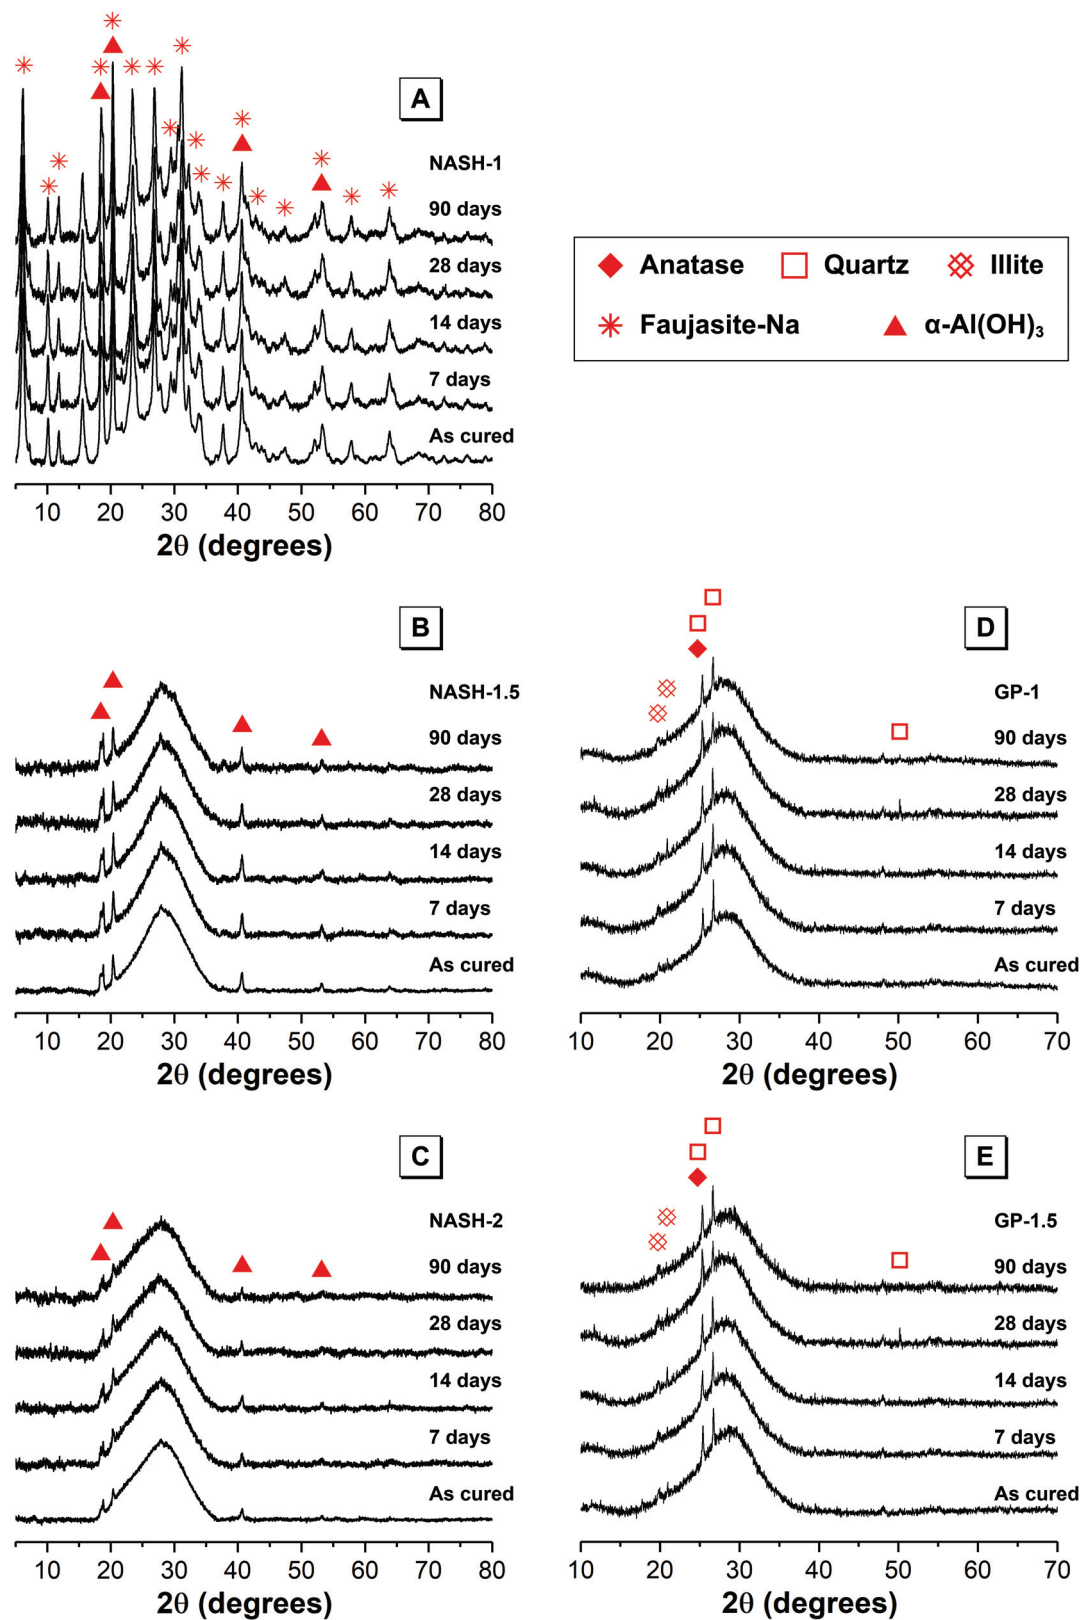 A
NASH-1
90 days
28 days
14 days
7 days
As cured
10 20 30 40 50 60 70 80
2θ (degrees)
Anatase Quartz Illite
Faujasite-Na α-Al(OH)₃
B
NASH-1.5
90 days
28 days
14 days
7 days
As cured
10 20 30 40 50 60 70 80
2θ (degrees)
D
GP-1
90 days
28 days
14 days
7 days
As cured
10 20 30 40 50 60 70
2θ (degrees)
C
NASH-2
90 days
28 days
14 days
7 days
As cured
10 20 30 40 50 60 70 80
2θ (degrees)
E
GP-1.5
90 days
28 days
14 days
7 days
As cured
10 20 30 40 50 60 70
2θ (degrees)